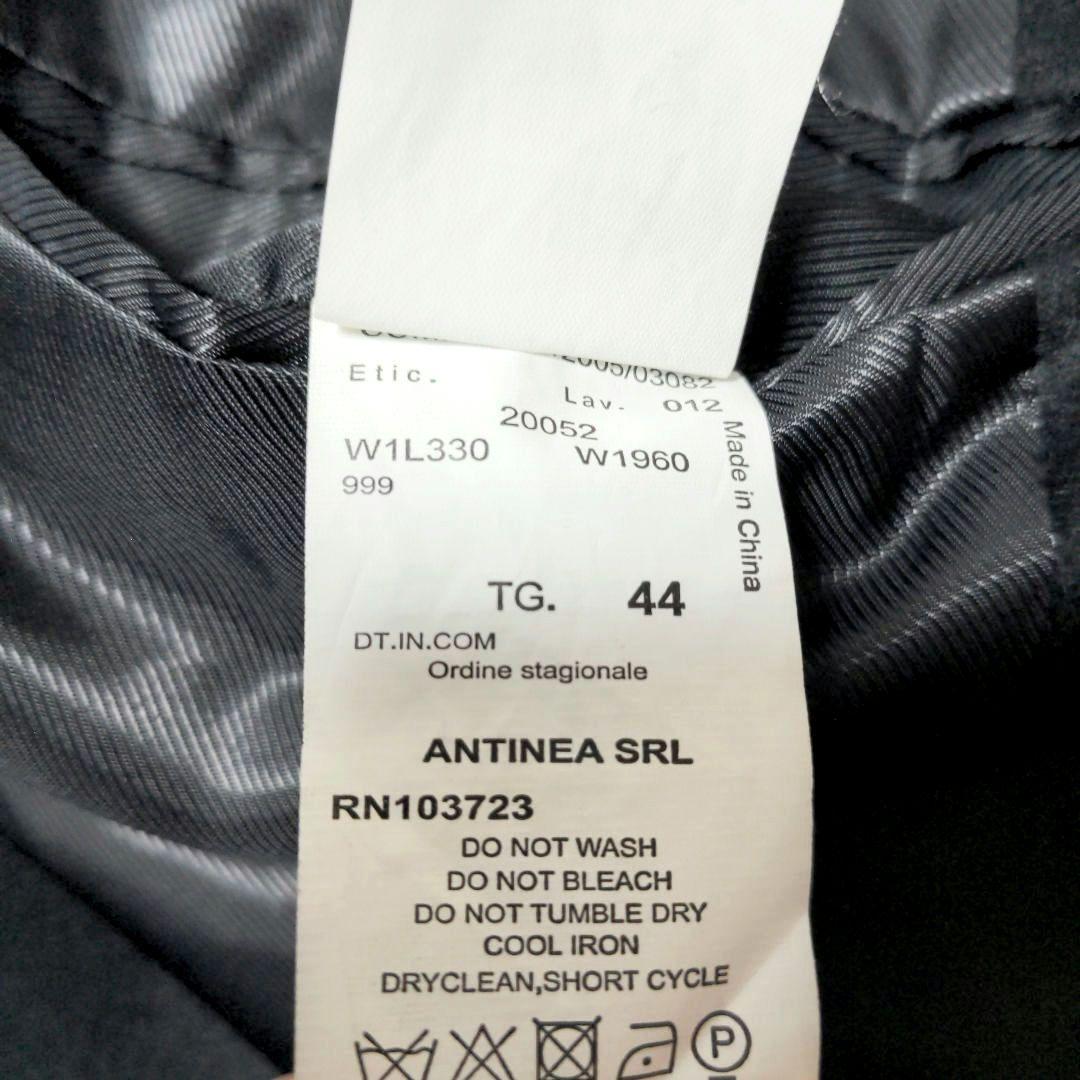 2005/03082
Etic.
Lav. 012
20052
W1L330 W1960
999
Made in China
TG. 44
DT.IN.COM
Ordine stagionale
ANTINEA SRL
RN103723
DO NOT WASH
DO NOT BLEACH
DO NOT TUMBLE DRY
COOL IRON
DRYCLEAN,SHORT CYCLE
P